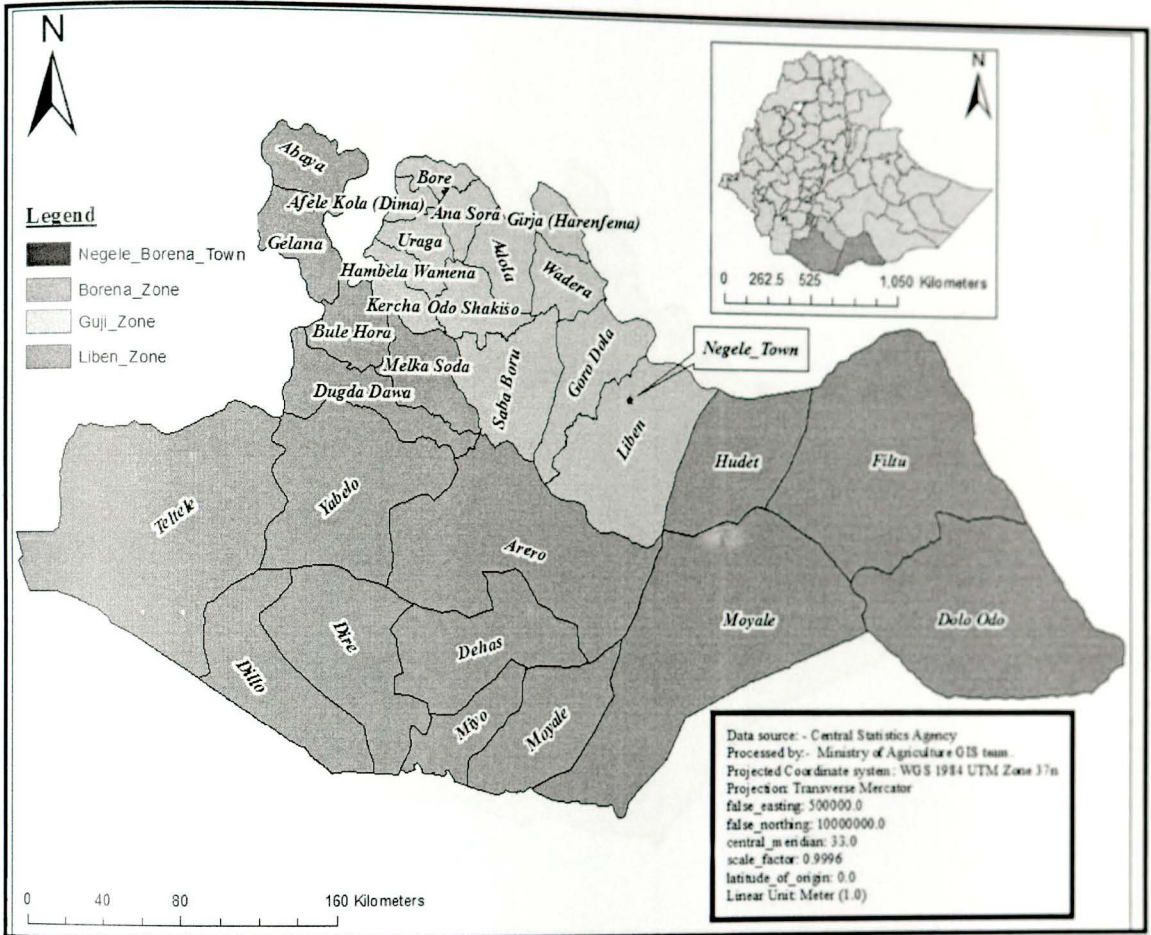 N
N
0 262.5 525 1,050 Kilometers
Legend
Negele_Borena_Town
Borena_Zone
Guji_Zone
Liben_Zone
Abaya
Bore
Afele Kola (Dima)
Ana Sora
Girja (Harenfema)
Gelana
Uraga
Adola
Wadera
Hambela Wamena
Kercha
Odo Shakiso
Bule Hora
Melka Soda
Saba Boru
Goro Dola
Negele_Town
Dugda Dawa
Liben
Hudet
Filtu
Teltele
Yabelo
Arero
Moyale
Dolo Odo
Dire
Dehas
Dillo
Miyo
Moyale
Data source: - Central Statistics Agency
Processed by:- Ministry of Agriculture GIS team.
Projected Coordinate system: WGS 1984 UTM Zone 37n
Projection: Transverse Mercator
false_easting: 500000.0
false_northing: 10000000.0
central_meridian: 33.0
scale_factor: 0.9996
latitude_of_origin: 0.0
Linear Unit: Meter (1.0)
0 40 80 160 Kilometers